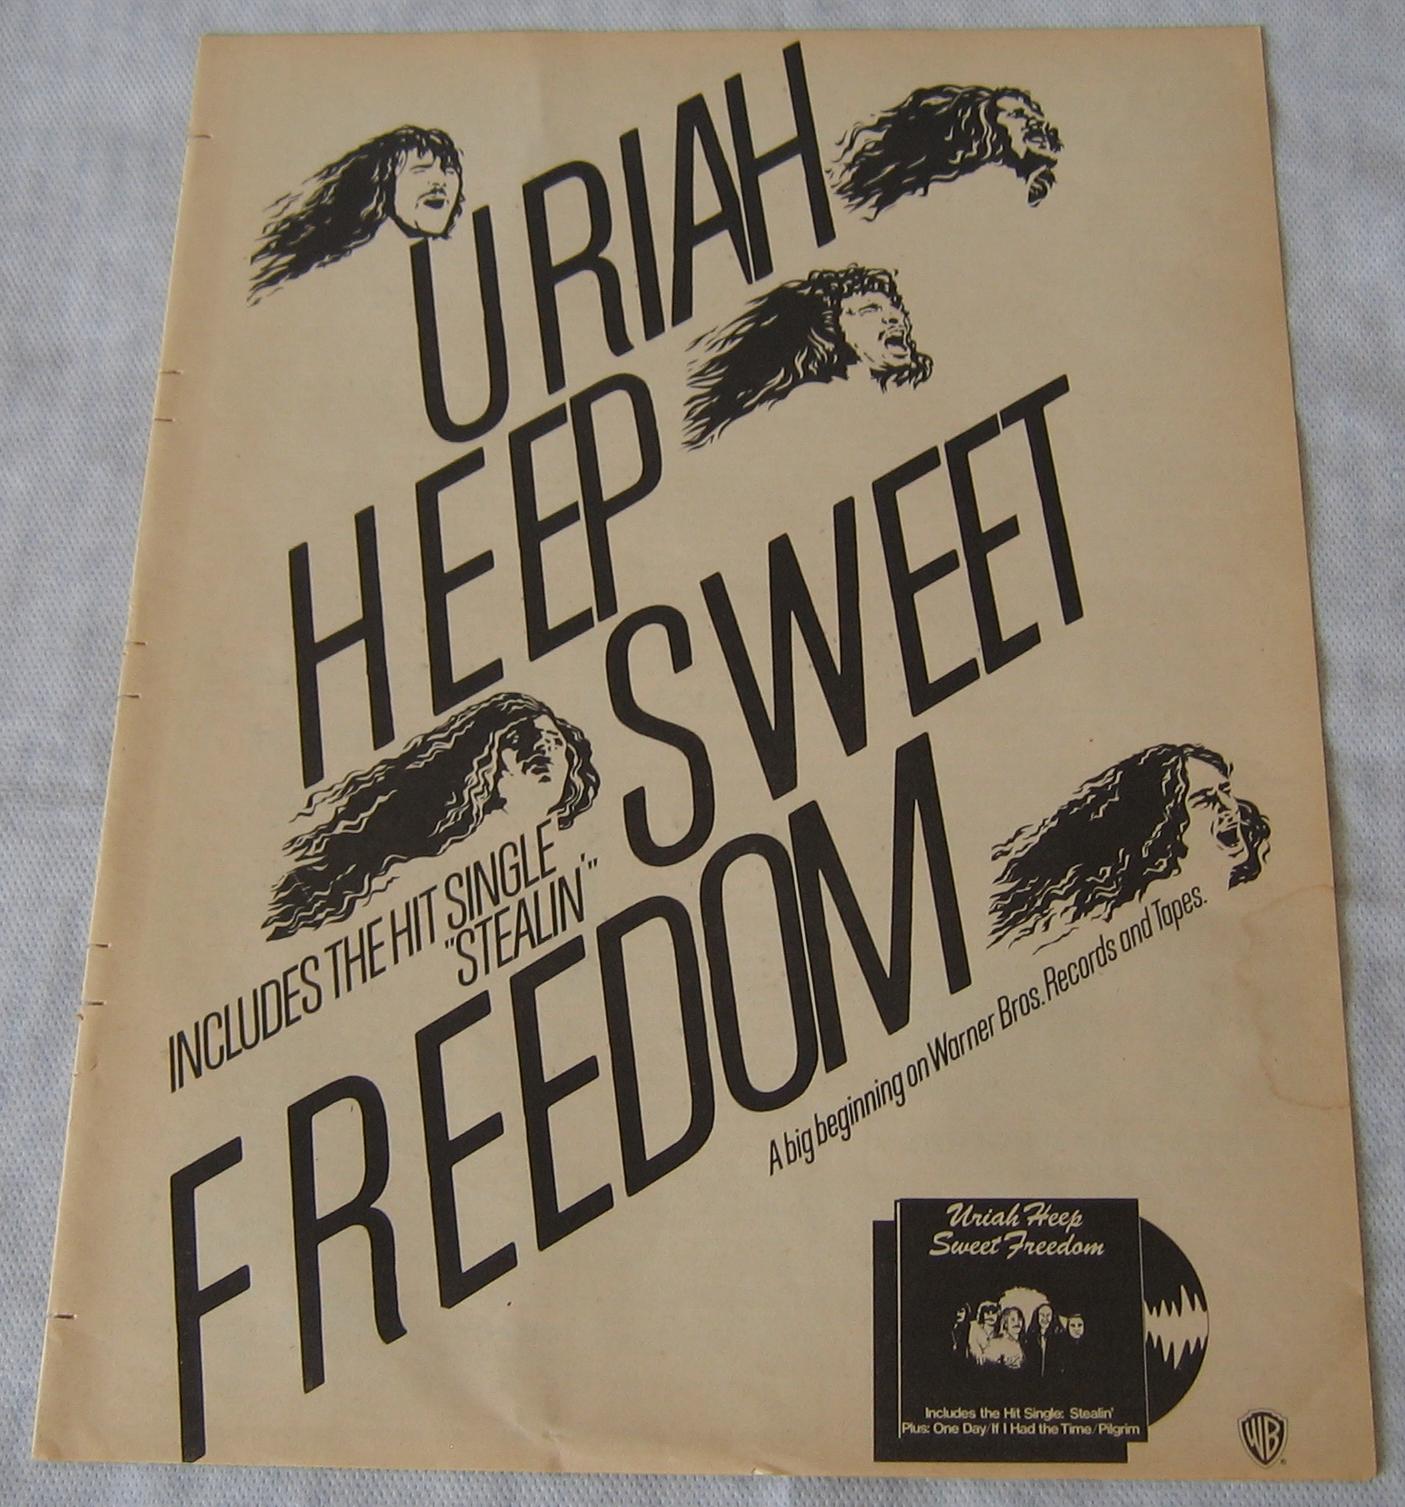 URIAH
HEEP
SWEET
INCLUDES THE HIT SINGLE
"STEALIN'"
FREEDOM
A big beginning on Warner Bros. Records and Tapes.
Uriah Heep
Sweet Freedom
Includes the Hit Single: Stealin'
Plus: One Day/If I Had the Time/Pilgrim
WB